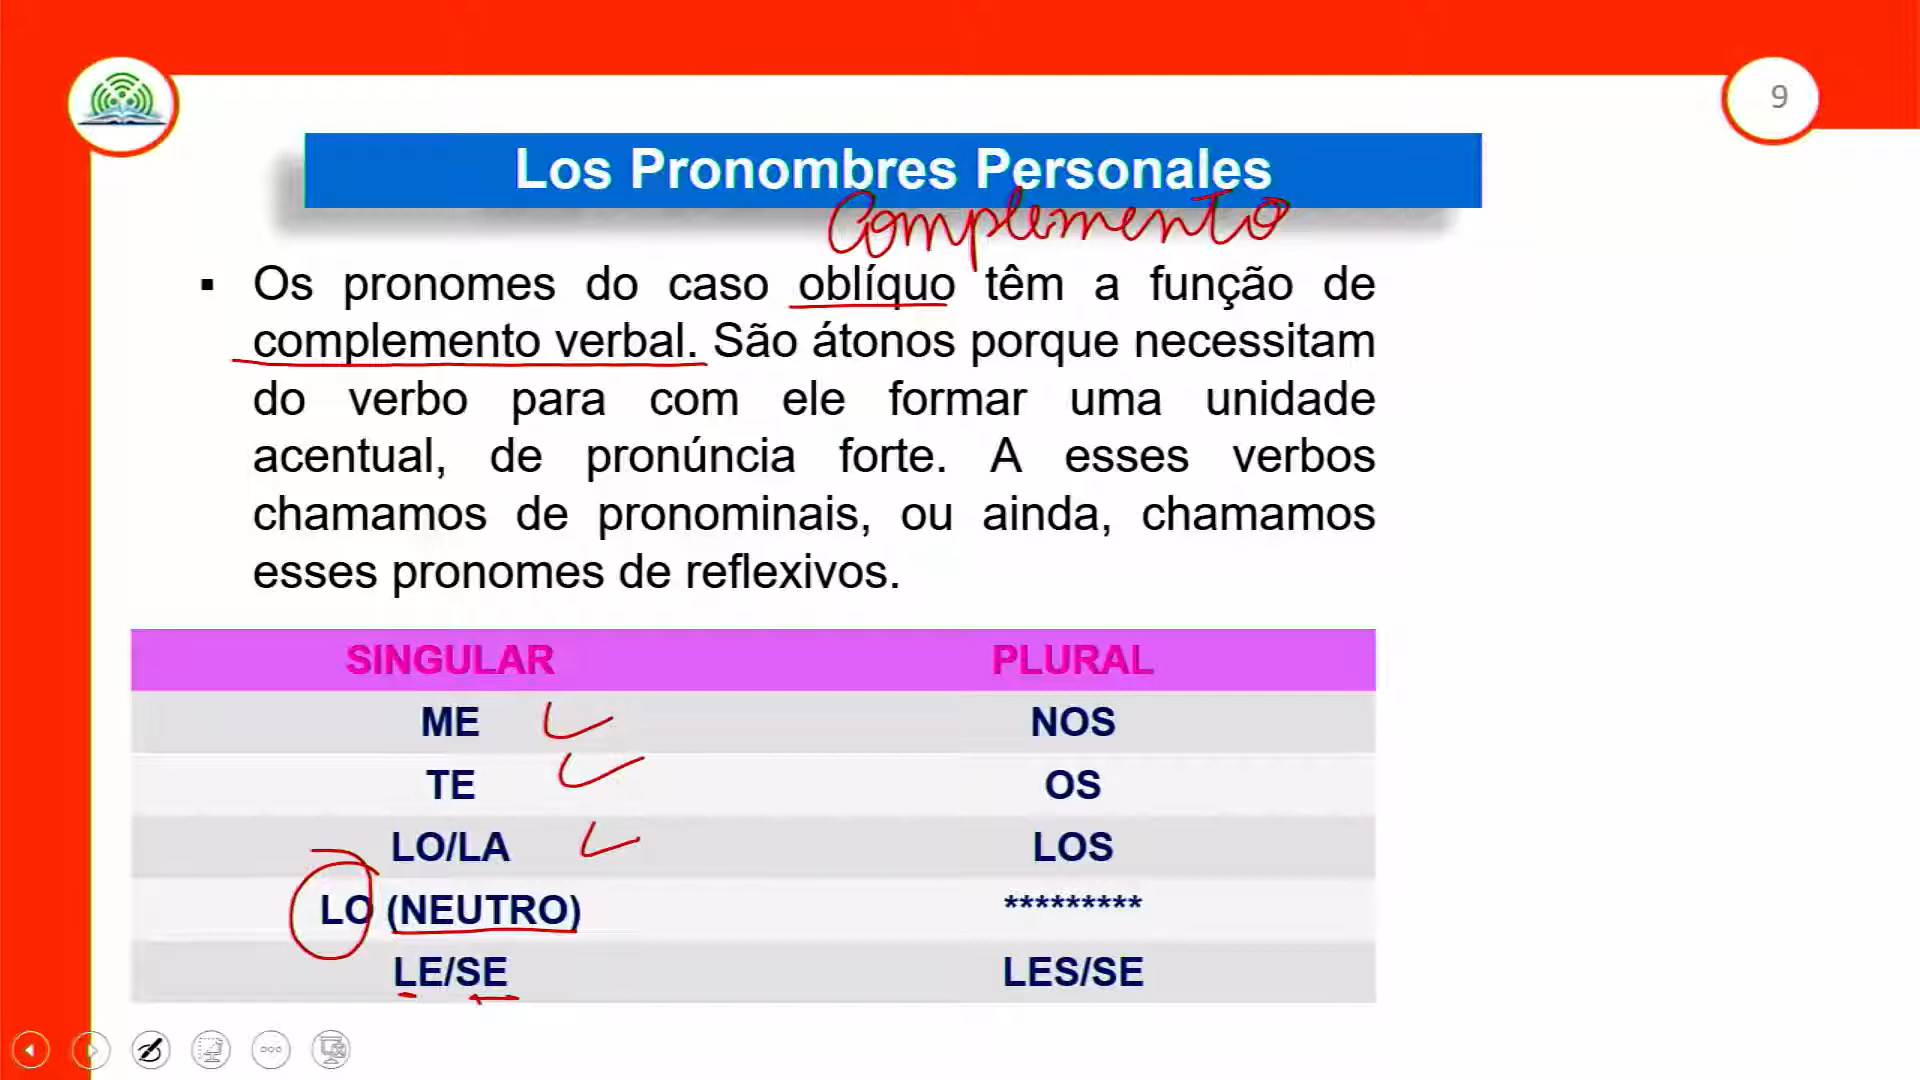 9
Los Pronombres Personales
Complemento
▪ Os pronomes do caso oblíquo têm a função de
complemento verbal. São átonos porque necessitam
do verbo para com ele formar uma unidade
acentual, de pronúncia forte. A esses verbos
chamamos de pronominais, ou ainda, chamamos
esses pronomes de reflexivos.
SINGULAR PLURAL
ME NOS
TE OS
LO/LA LOS
LO (NEUTRO) *********
LE/SE LES/SE